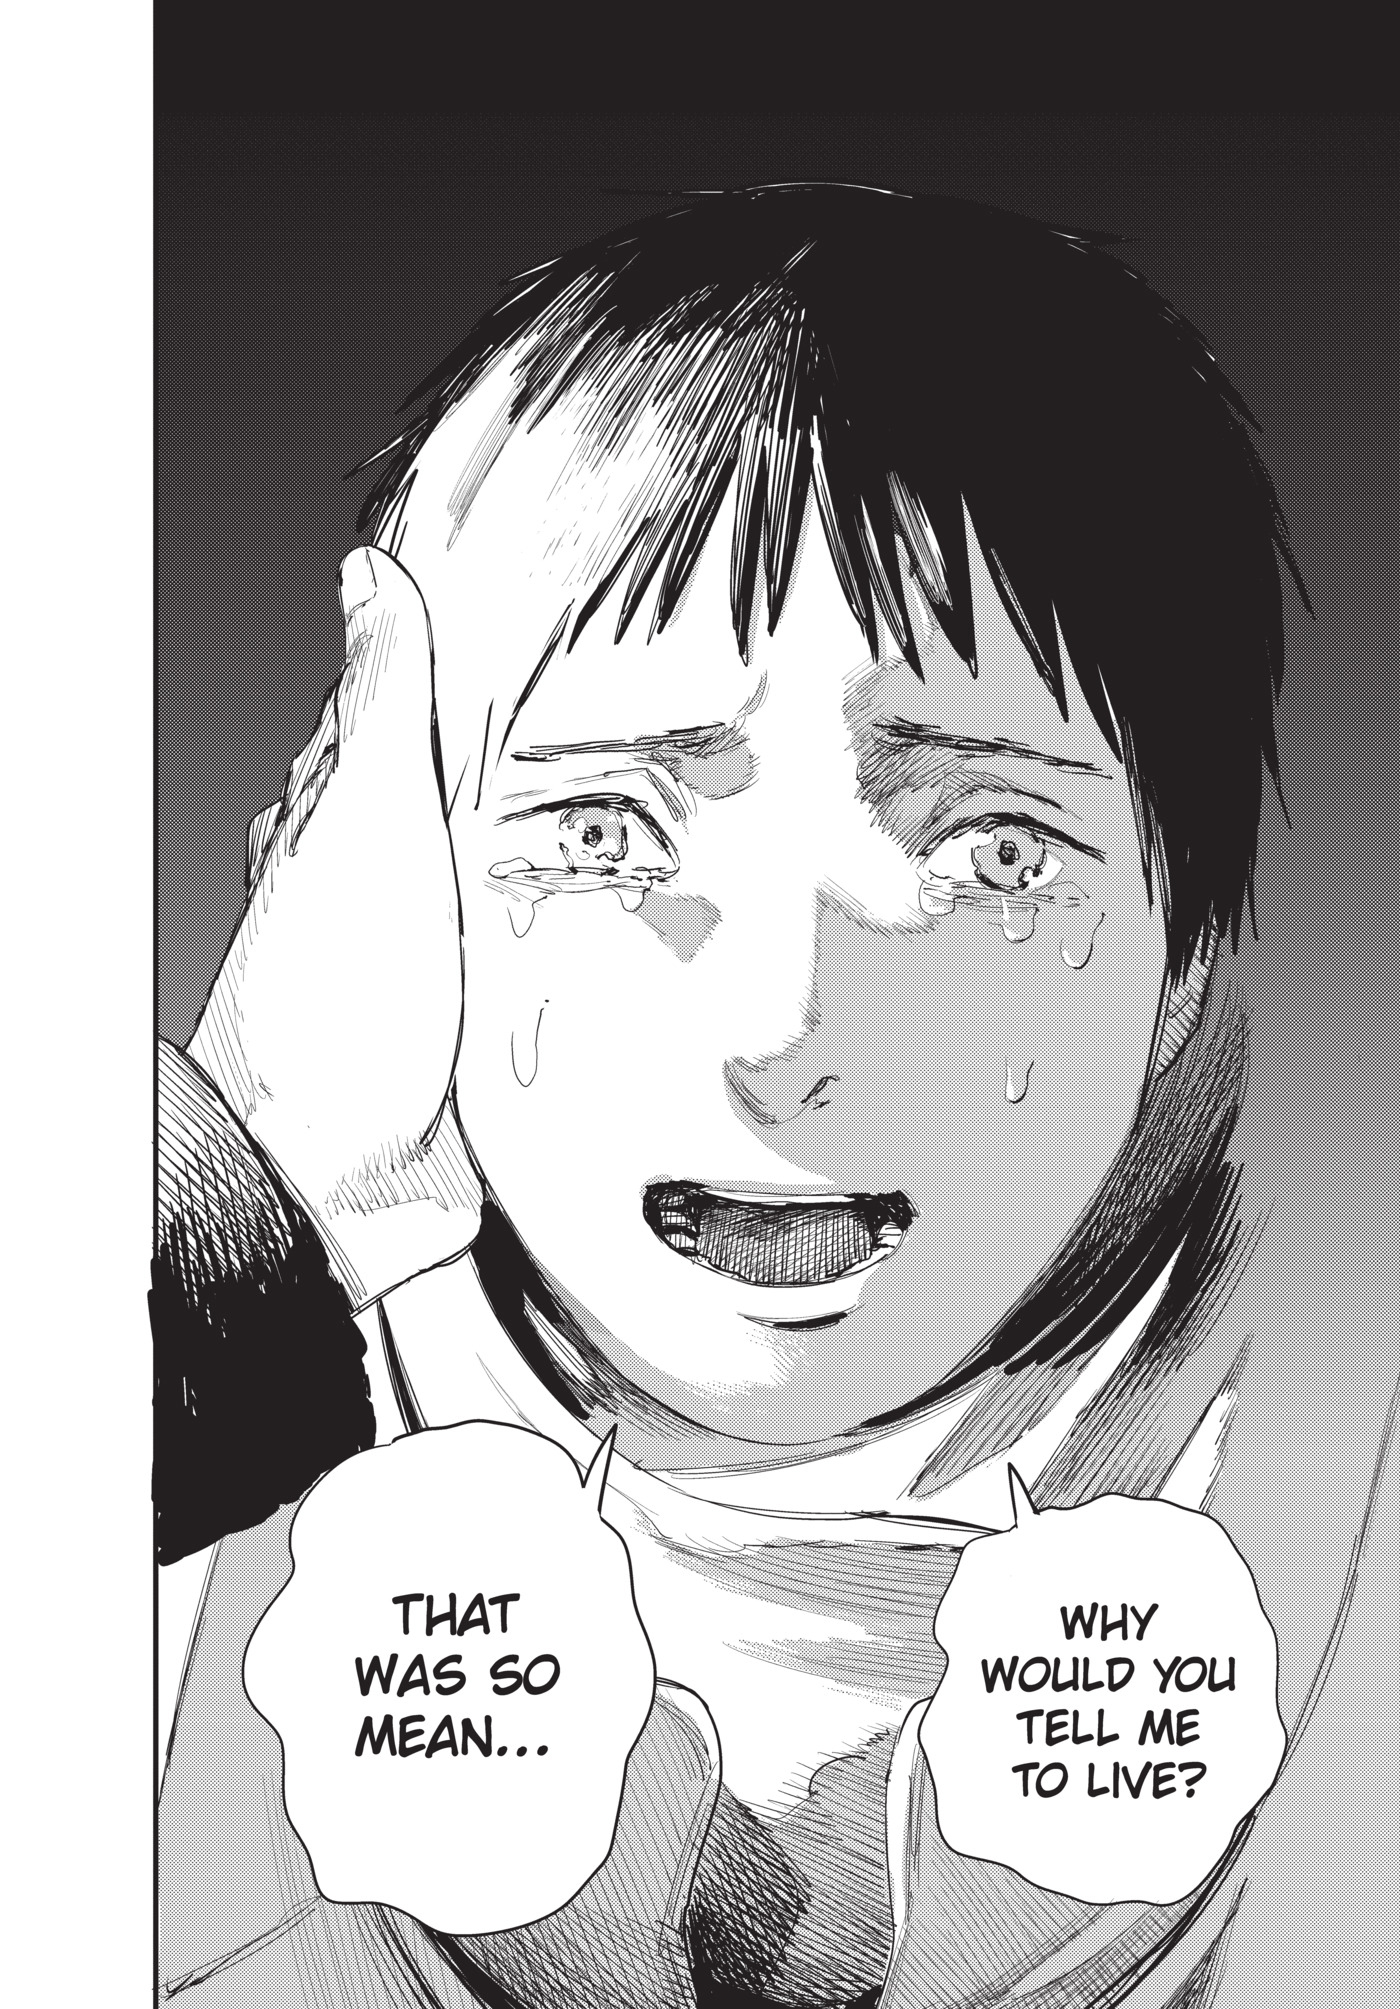 WHY
WOULD YOU
TELL ME
TO LIVE?
THAT
WAS SO
MEAN...